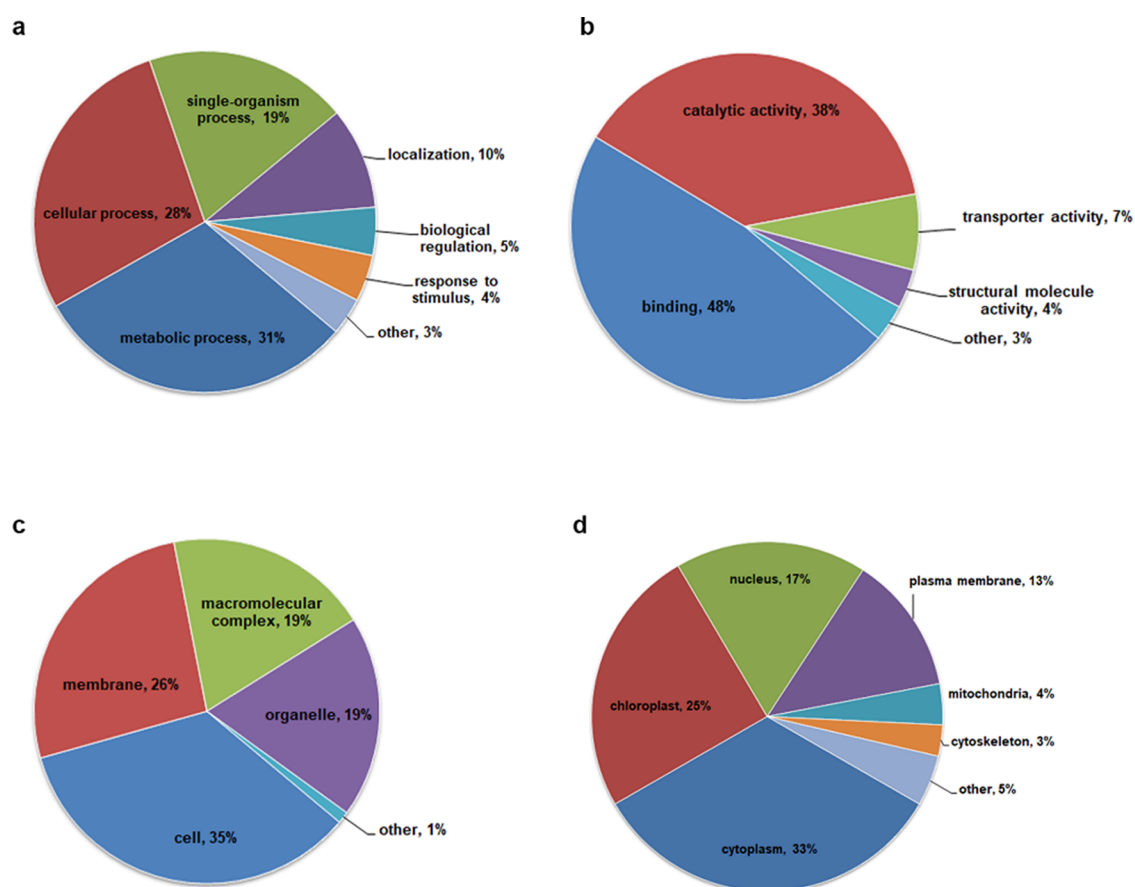 a
single-organism
process, 19%
localization, 10%
cellular process, 28%
biological
regulation, 5%
response to
stimulus, 4%
other, 3%
metabolic process, 31%
b
catalytic activity, 38%
transporter activity, 7%
structural molecule
activity, 4%
binding, 48%
other, 3%
c
macromolecular
complex, 19%
membrane, 26%
organelle, 19%
other, 1%
cell, 35%
d
nucleus, 17%
plasma membrane, 13%
chloroplast, 25%
mitochondria, 4%
cytoskeleton, 3%
other, 5%
cytoplasm, 33%